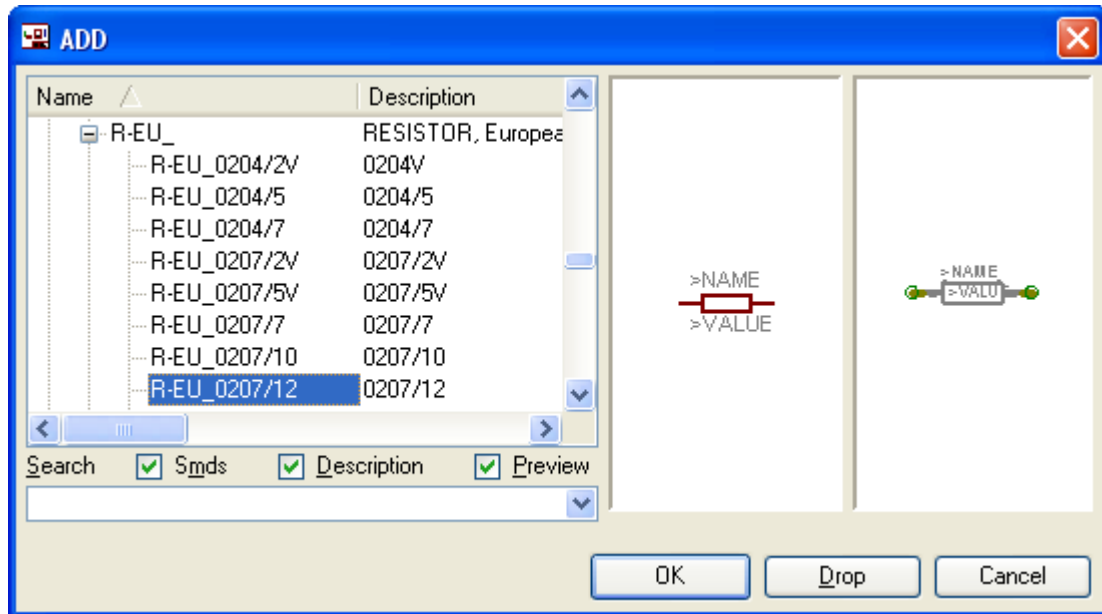 ADD
Name Description
R-EU_ RESISTOR, Europea
R-EU_0204/2V 0204V
R-EU_0204/5 0204/5
R-EU_0204/7 0204/7
R-EU_0207/2V 0207/2V
R-EU_0207/5V 0207/5V
R-EU_0207/7 0207/7
R-EU_0207/10 0207/10
R-EU_0207/12 0207/12
>NAME
>VALUE
>NAME
>VALU
Search Smds Description Preview
OK Drop Cancel